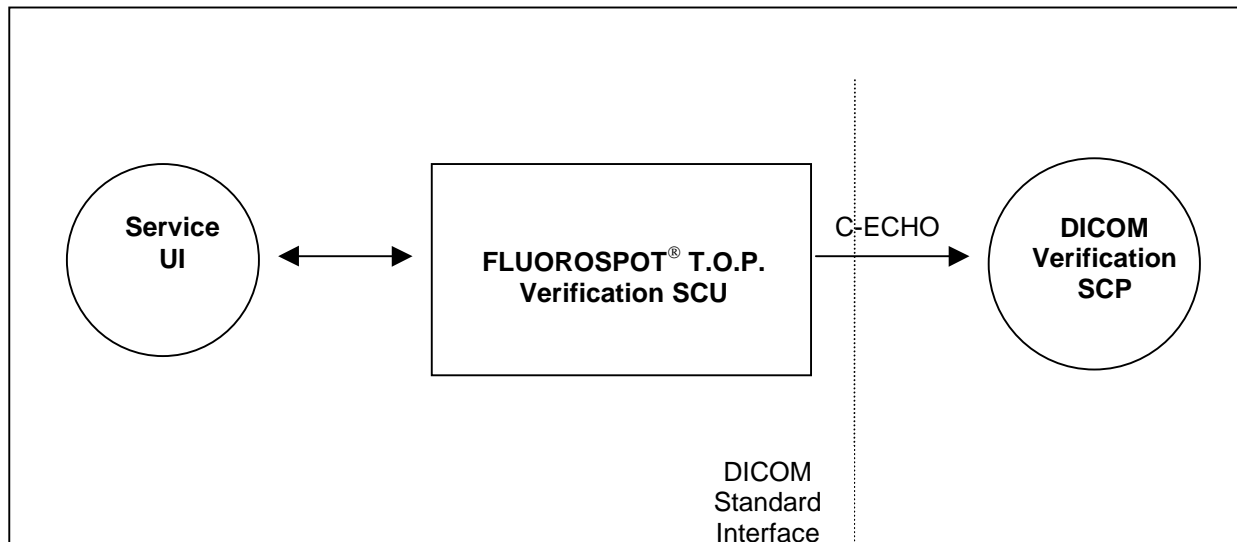 Service
UI
FLUOROSPOT® T.O.P.
Verification SCU
C-ECHO
DICOM
Verification
SCP
DICOM
Standard
Interface